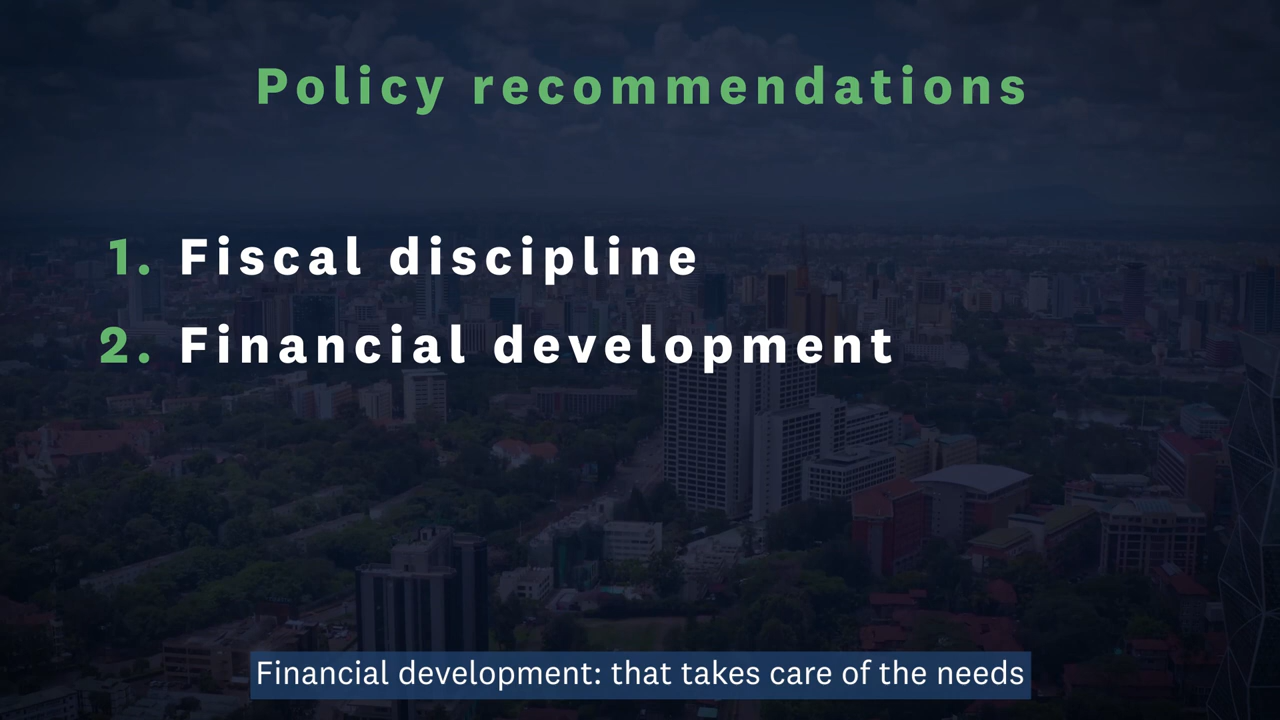 Policy recommendations
1. Fiscal discipline
2. Financial development
Financial development: that takes care of the needs